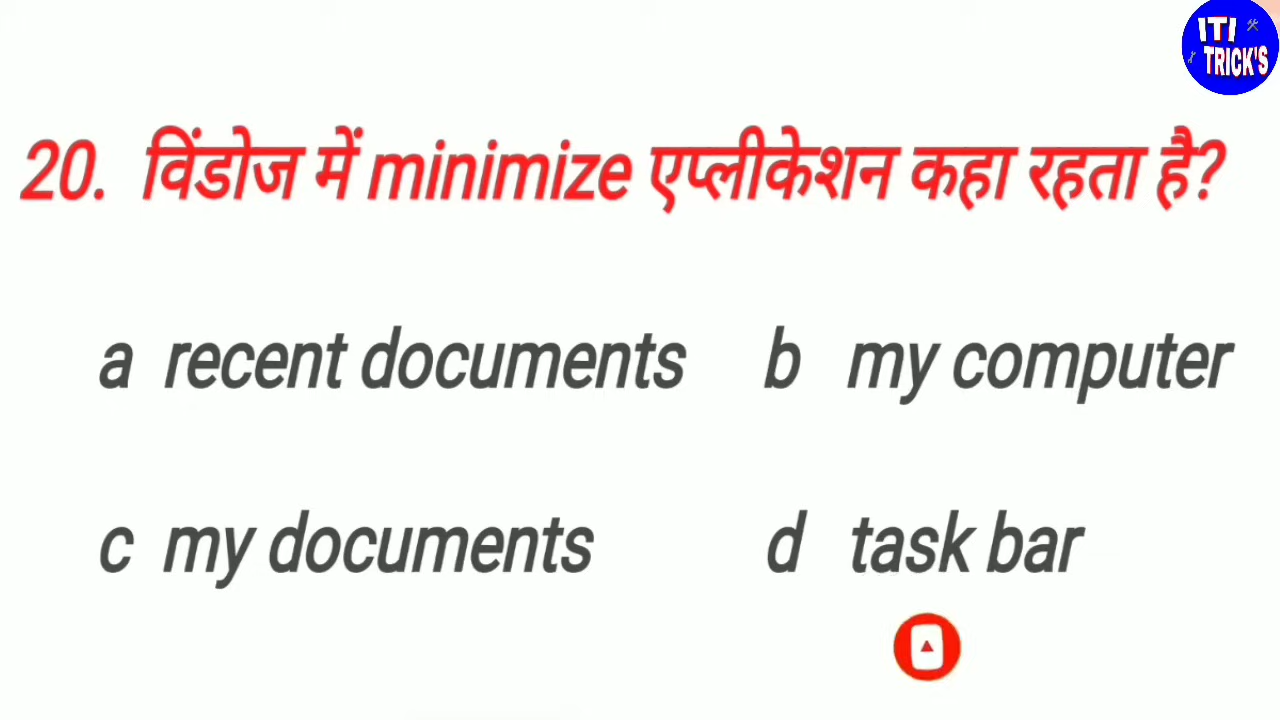 ITI
TRICK'S
20. विंडोज में minimize एप्लीकेशन कहा रहता है?
a recent documents b my computer
c my documents d task bar